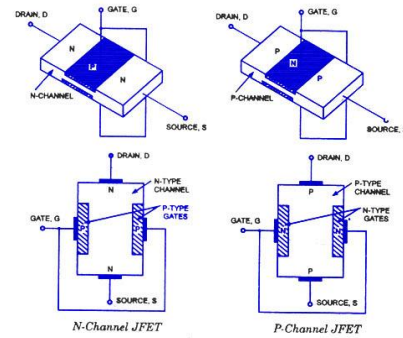 GATE, G
DRAIN, D
N
P
N
N-CHANNEL
SOURCE, S
DRAIN, D
N
N-TYPE
CHANNEL
P-TYPE
GATES
GATE, G
P
P
N
SOURCE, S
N-Channel JFET
GATE, G
DRAIN, D
P
N
P
P-CHANNEL
SOURCE,
DRAIN, D
P
P-TYPE
CHANNEL
N-TYPE
GATES
GATE, G
N
N
P
SOURCE, S
P-Channel JFET